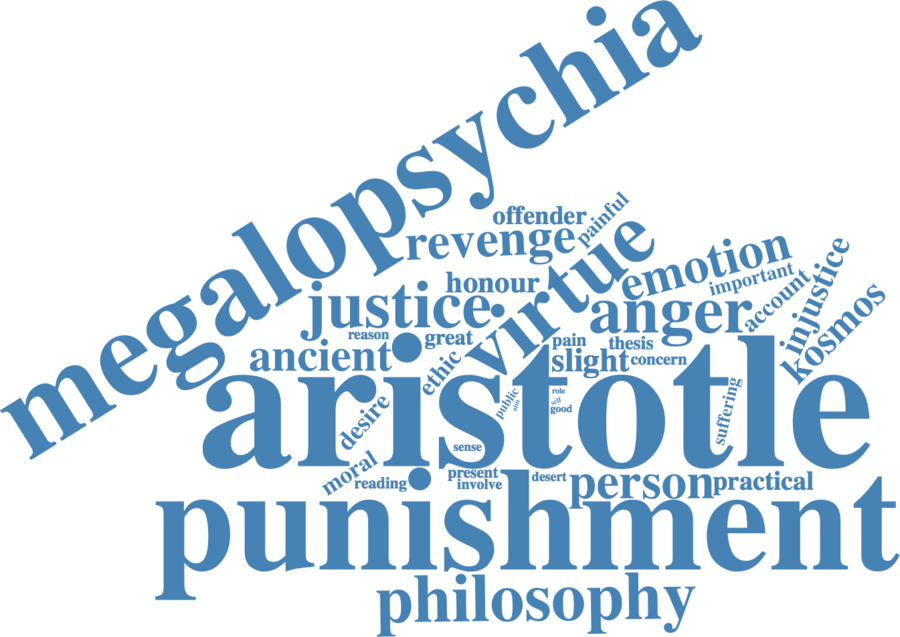 megalopsychia
offender
painful
revenge
virtue
emotion
honour
important
injustice
justice
anger
account
kosmos
reason
great
pain
thesis
ancient
ethic
slight
concern
aristotle
public
aim
role
self
good
suffering
desire
sense
moral
reading
present
involve
desert
person
practical
punishment
philosophy